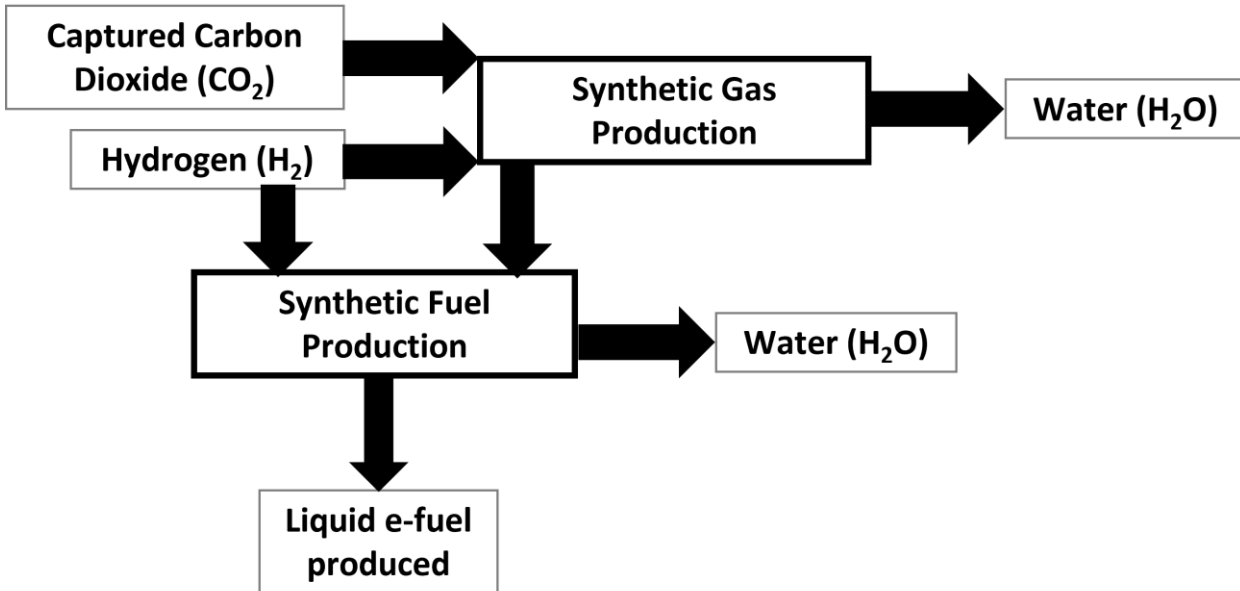 Captured Carbon
Dioxide (CO₂)
Synthetic Gas
Production
Water (H₂O)
Hydrogen (H₂)
Synthetic Fuel
Production
Water (H₂O)
Liquid e-fuel
produced